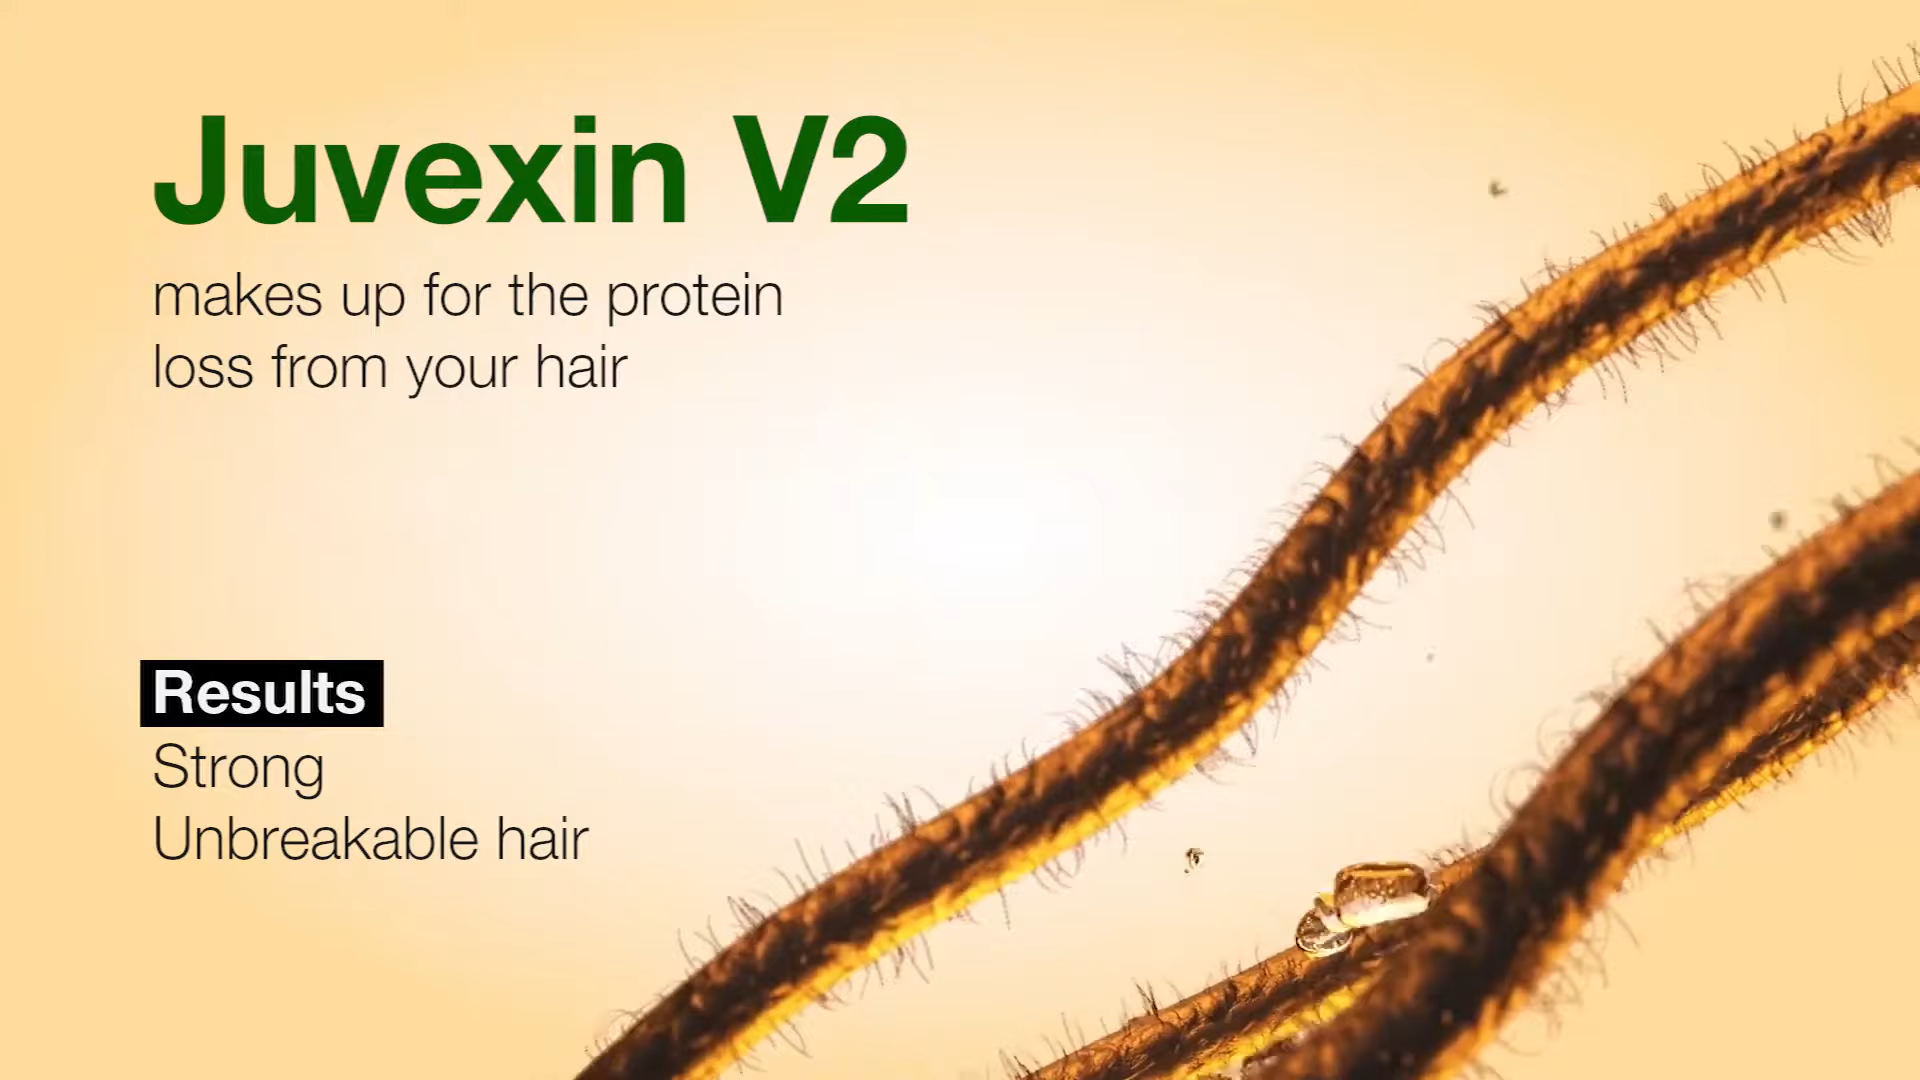 Juvexin V2
makes up for the protein
loss from your hair
Results
Strong
Unbreakable hair